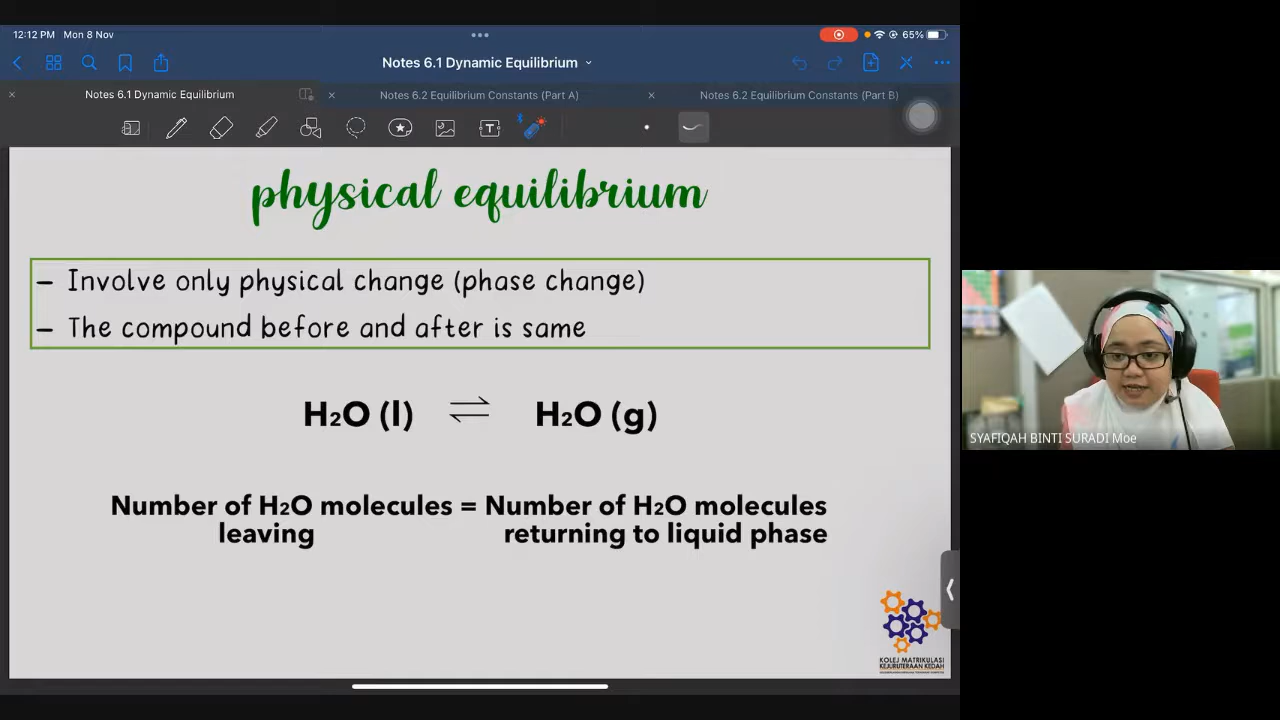 12:12 PM Mon 8 Nov
65%
Notes 6.1 Dynamic Equilibrium
Notes 6.1 Dynamic Equilibrium
Notes 6.2 Equilibrium Constants (Part A)
Notes 6.2 Equilibrium Constants (Part B)
physical equilibrium
– Involve only physical change (phase change)
– The compound before and after is same
H2O (l) ⇌ H2O (g)
Number of H2O molecules = Number of H2O molecules
leaving returning to liquid phase
SYAFIQAH BINTI SURADI Moe
KOLEJ MATRIKULASI
KEJURUTERAAN KEDAH